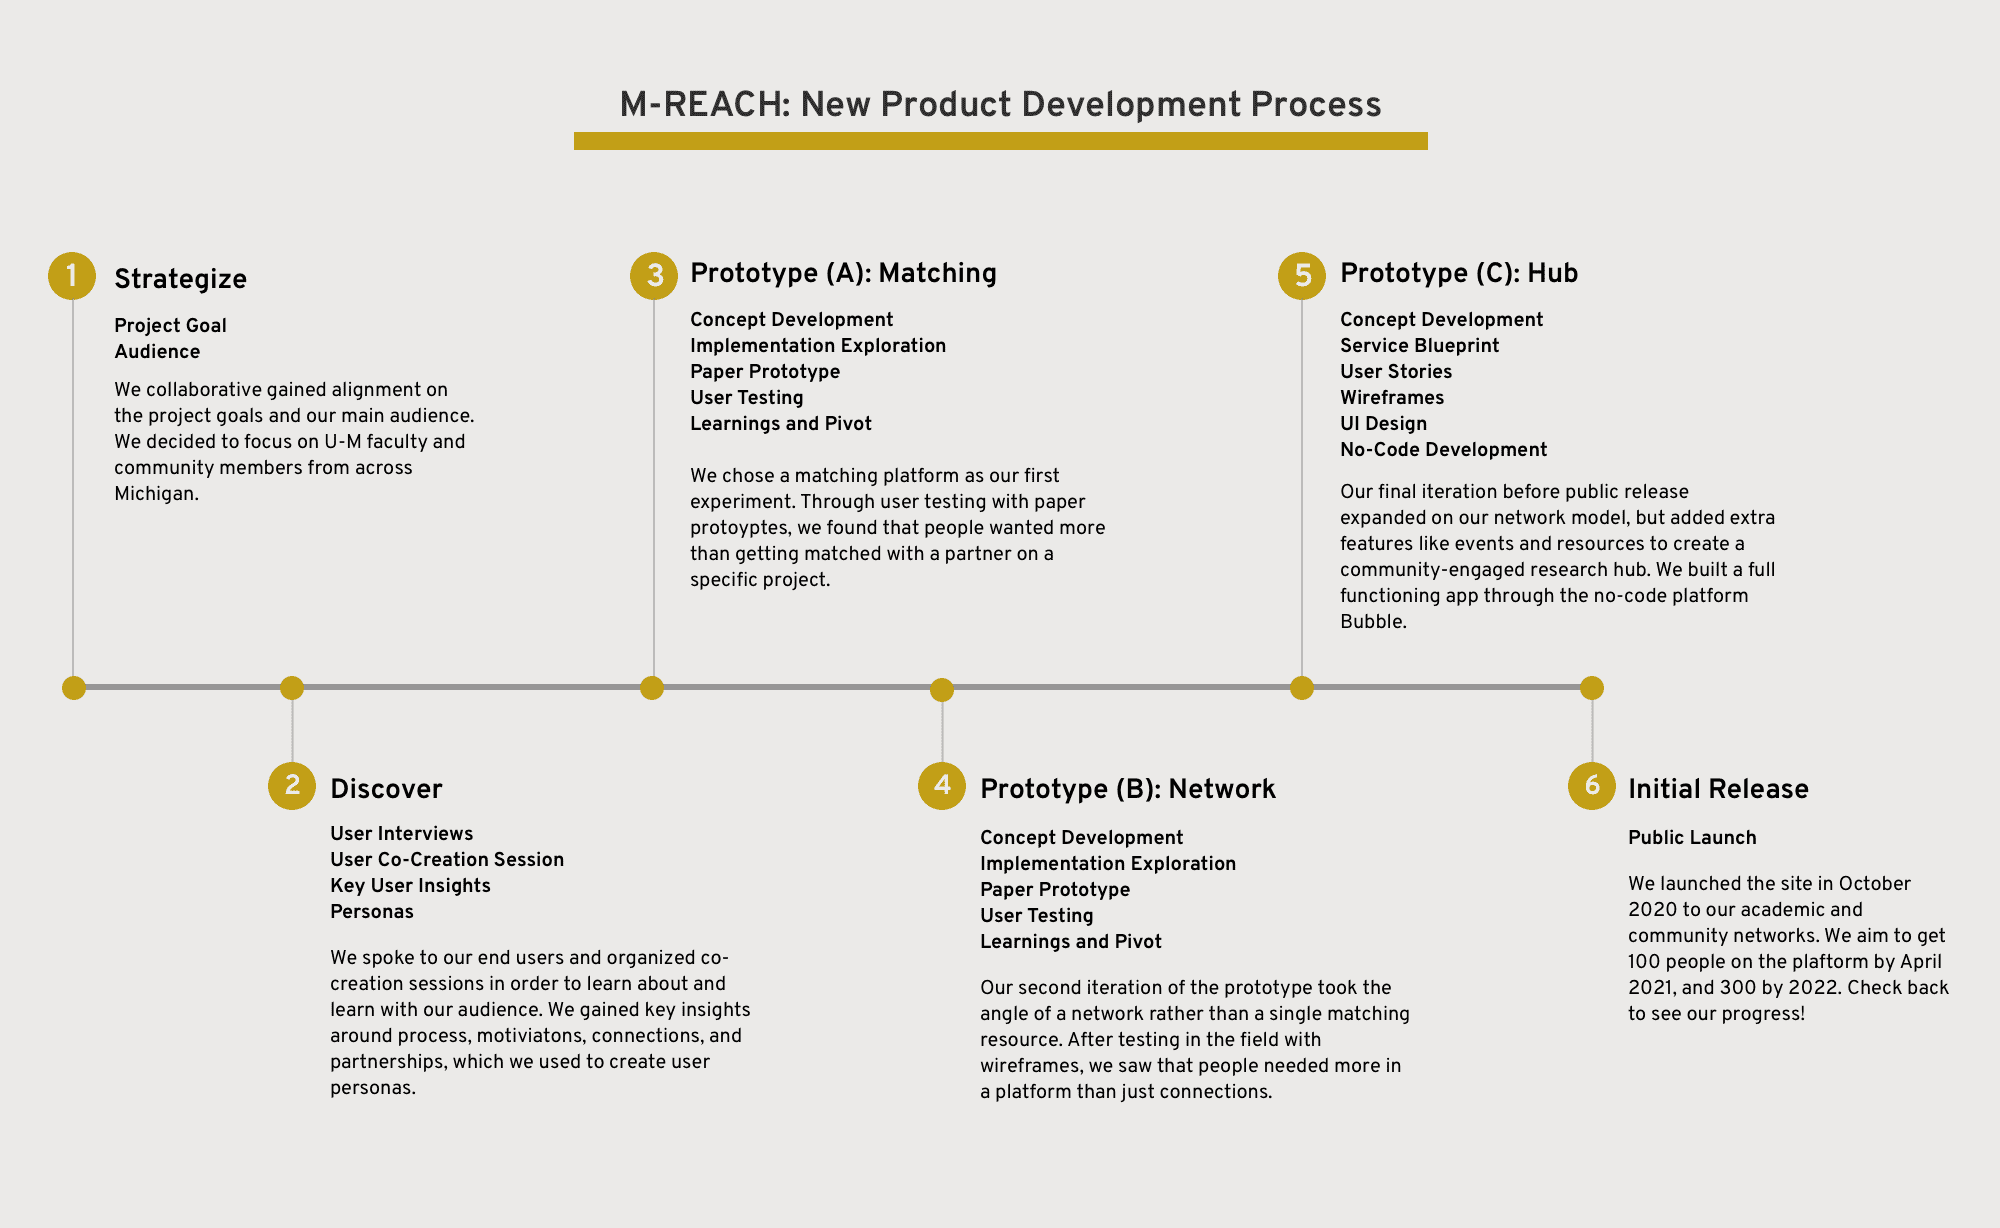 M-REACH: New Product Development Process
1
Strategize
Project Goal
Audience
We collaborative gained alignment on
the project goals and our main audience.
We decided to focus on U-M faculty and
community members from across
Michigan.
2
Discover
User Interviews
User Co-Creation Session
Key User Insights
Personas
We spoke to our end users and organized co-
creation sessions in order to learn about and
learn with our audience. We gained key insights
around process, motiviatons, connections, and
partnerships, which we used to create user
personas.
3
Prototype (A): Matching
Concept Development
Implementation Exploration
Paper Prototype
User Testing
Learnings and Pivot
We chose a matching platform as our first
experiment. Through user testing with paper
protoyptes, we found that people wanted more
than getting matched with a partner on a
specific project.
4
Prototype (B): Network
Concept Development
Implementation Exploration
Paper Prototype
User Testing
Learnings and Pivot
Our second iteration of the prototype took the
angle of a network rather than a single matching
resource. After testing in the field with
wireframes, we saw that people needed more in
a platform than just connections.
5
Prototype (C): Hub
Concept Development
Service Blueprint
User Stories
Wireframes
UI Design
No-Code Development
Our final iteration before public release
expanded on our network model, but added extra
features like events and resources to create a
community-engaged research hub. We built a full
functioning app through the no-code platform
Bubble.
6
Initial Release
Public Launch
We launched the site in October
2020 to our academic and
community networks. We aim to get
100 people on the plaftorm by April
2021, and 300 by 2022. Check back
to see our progress!